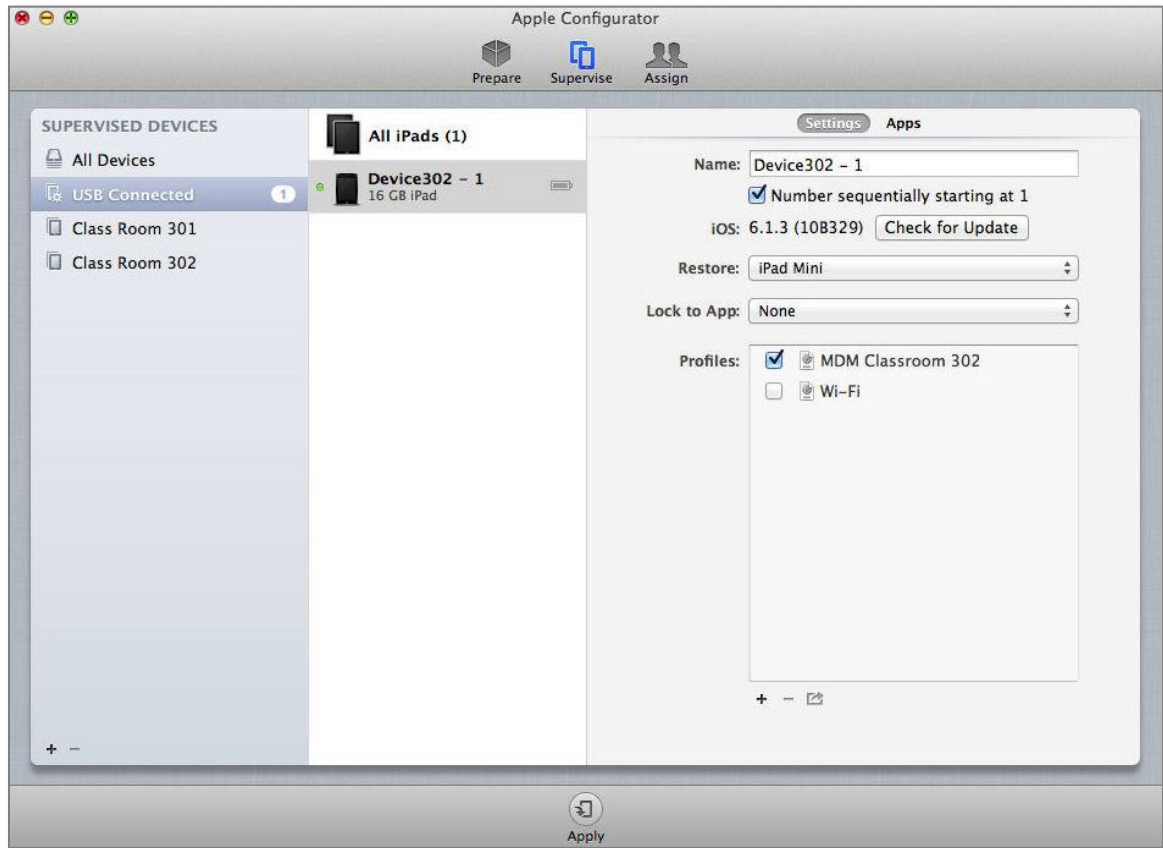 Apple Configurator
Prepare Supervise Assign
SUPERVISED DEVICES
All Devices
USB Connected 1
Class Room 301
Class Room 302
+ −
All iPads (1)
Device302 – 1
16 GB iPad
Settings Apps
Name: Device302 – 1
Number sequentially starting at 1
iOS: 6.1.3 (10B329) Check for Update
Restore: iPad Mini
Lock to App: None
Profiles: MDM Classroom 302
Wi-Fi
+ −
Apply